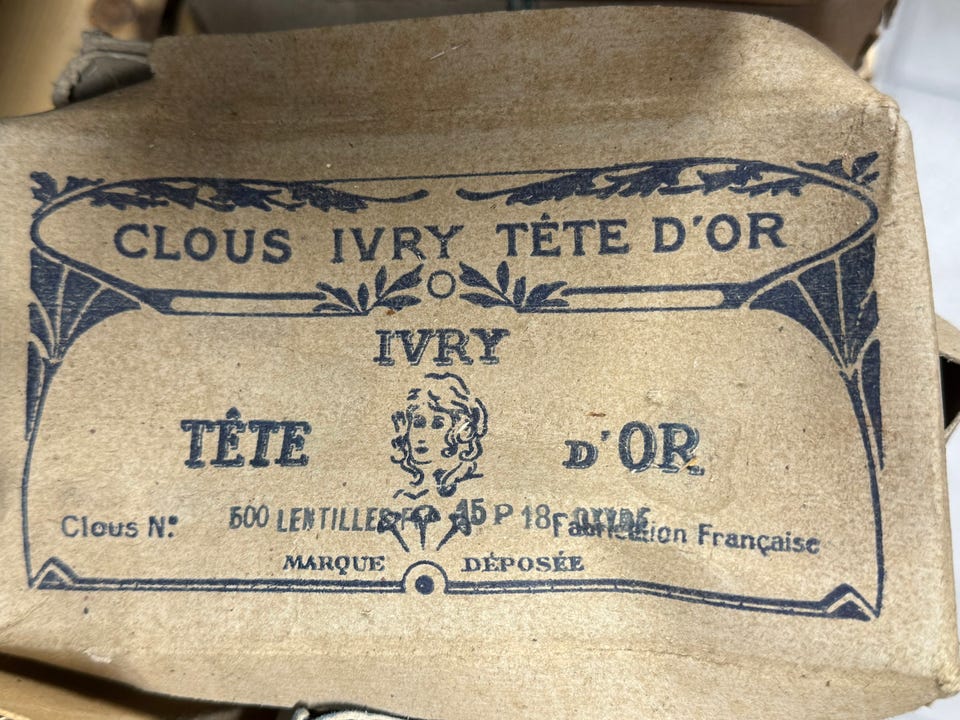 CLOUS IVRY TÊTE D'OR
IVRY
TÊTE D'OR
Clous N° 500 LENTILLES 15 P 18 Fabrication Française
MARQUE DÉPOSÉE